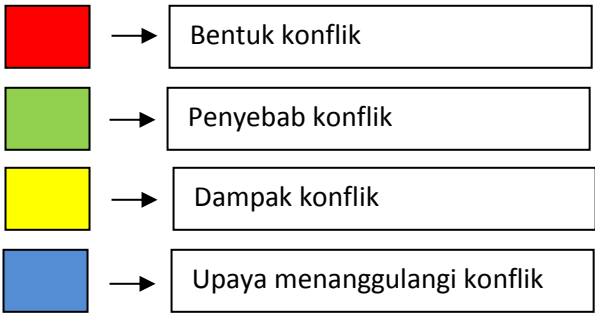 Bentuk konflik
Penyebab konflik
Dampak konflik
Upaya menanggulangi konflik